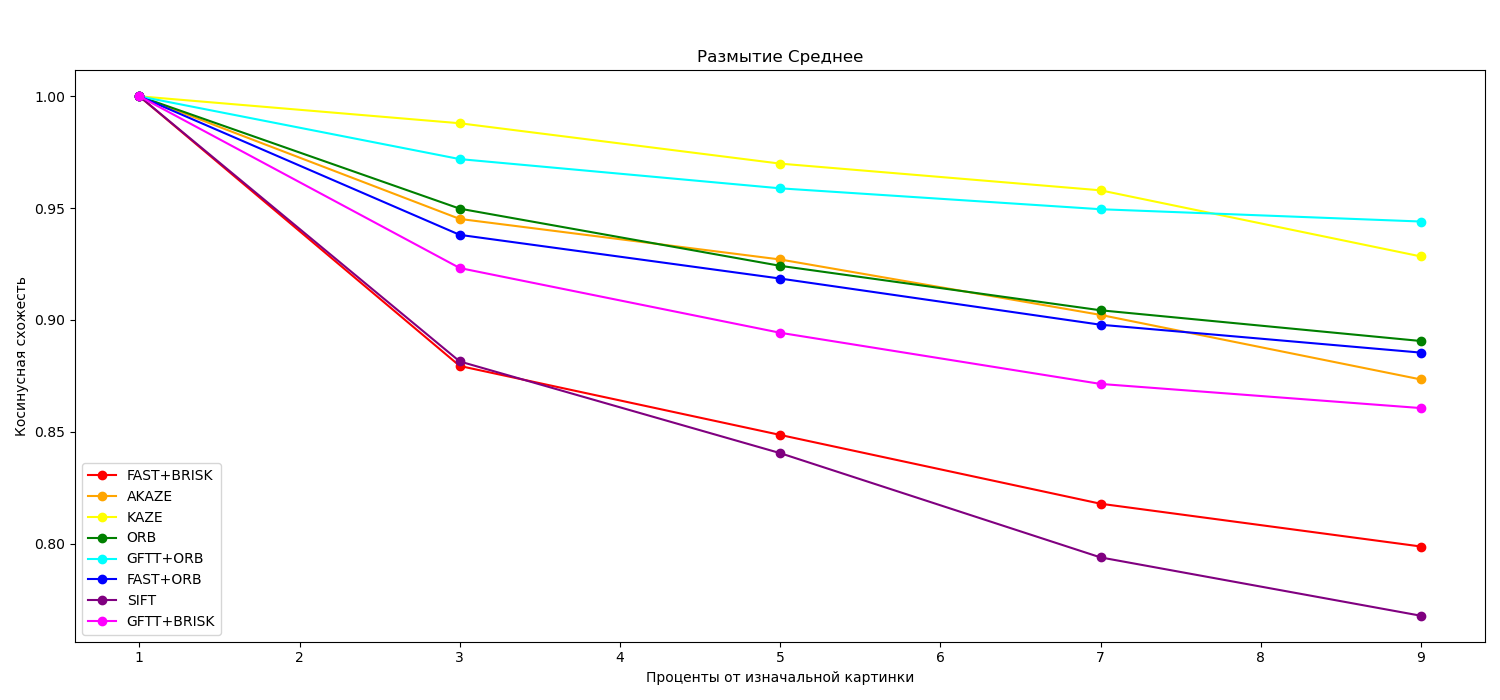 Размытие Среднее
Косинусная схожесть
1.00
0.95
0.90
0.85
0.80
FAST+BRISK
AKAZE
KAZE
ORB
GFTT+ORB
FAST+ORB
SIFT
GFTT+BRISK
1 2 3 4 5 6 7 8 9
Проценты от изначальной картинки